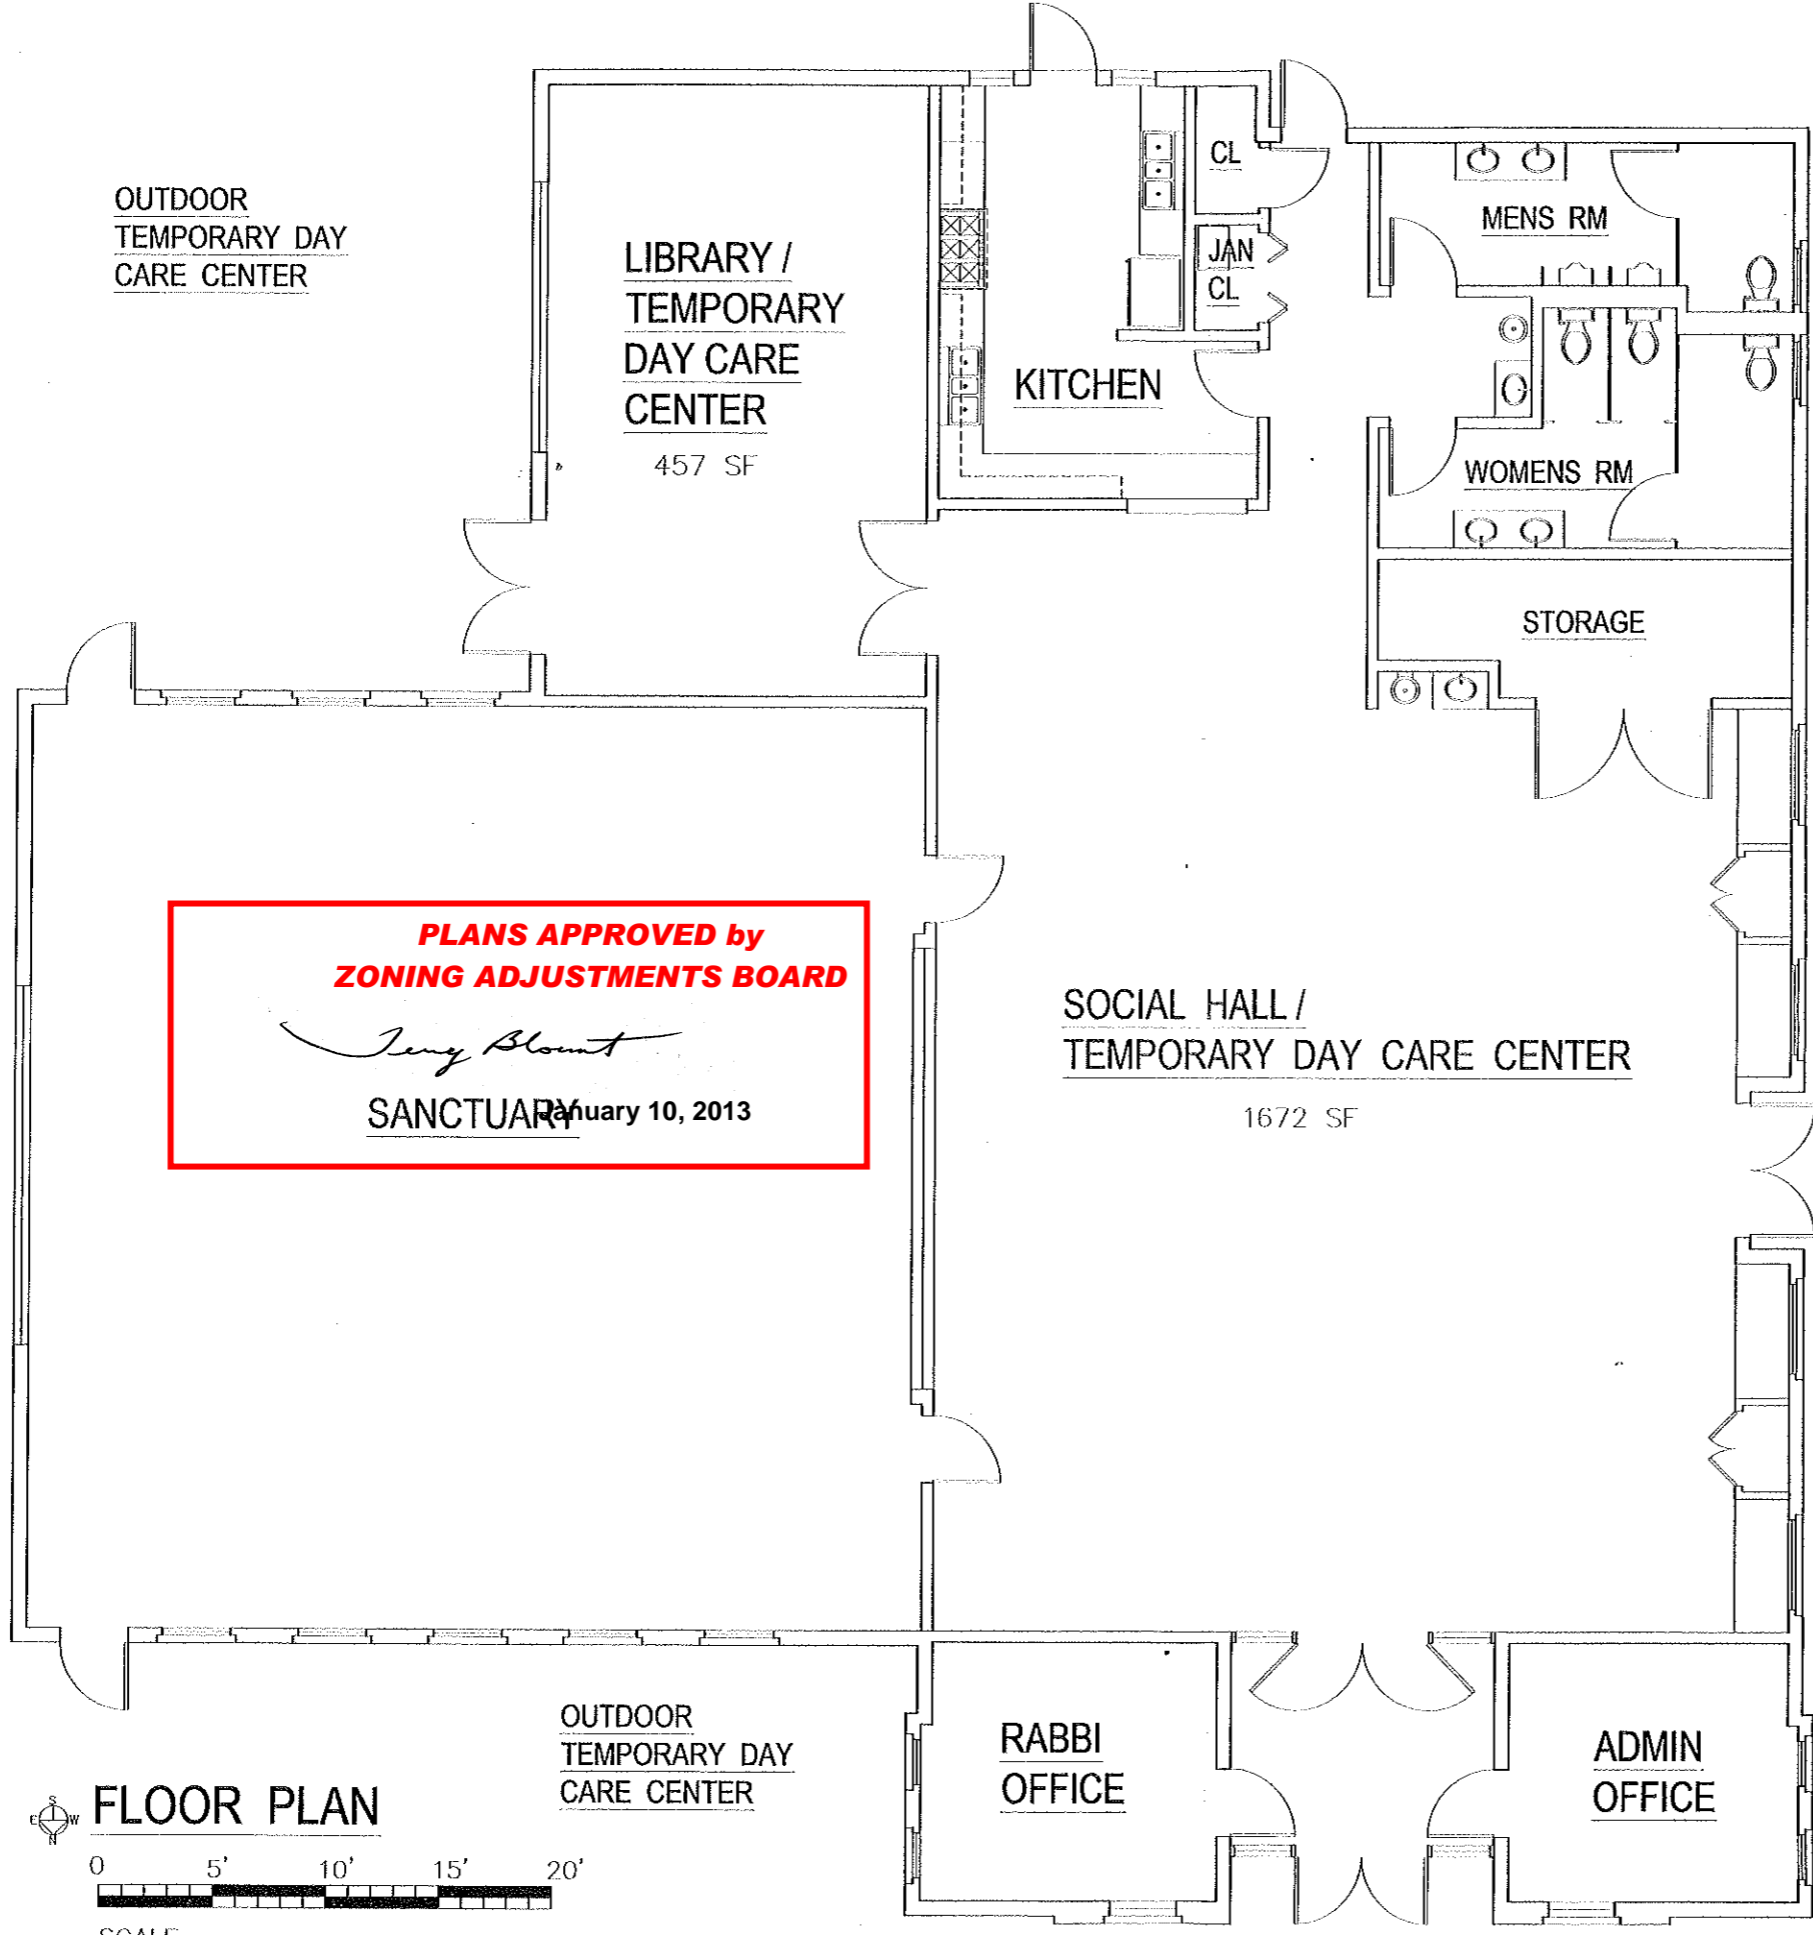 OUTDOOR
TEMPORARY DAY
CARE CENTER
LIBRARY /
TEMPORARY
DAY CARE
CENTER
457 SF
KITCHEN
CL
JAN
CL
MENS RM
WOMENS RM
STORAGE
PLANS APPROVED by
ZONING ADJUSTMENTS BOARD
SANCTUARY
January 10, 2013
SOCIAL HALL /
TEMPORARY DAY CARE CENTER
1672 SF
OUTDOOR
TEMPORARY DAY
CARE CENTER
RABBI
OFFICE
ADMIN
OFFICE
S
E W
N
FLOOR PLAN
0 5' 10' 15' 20'
SCALE